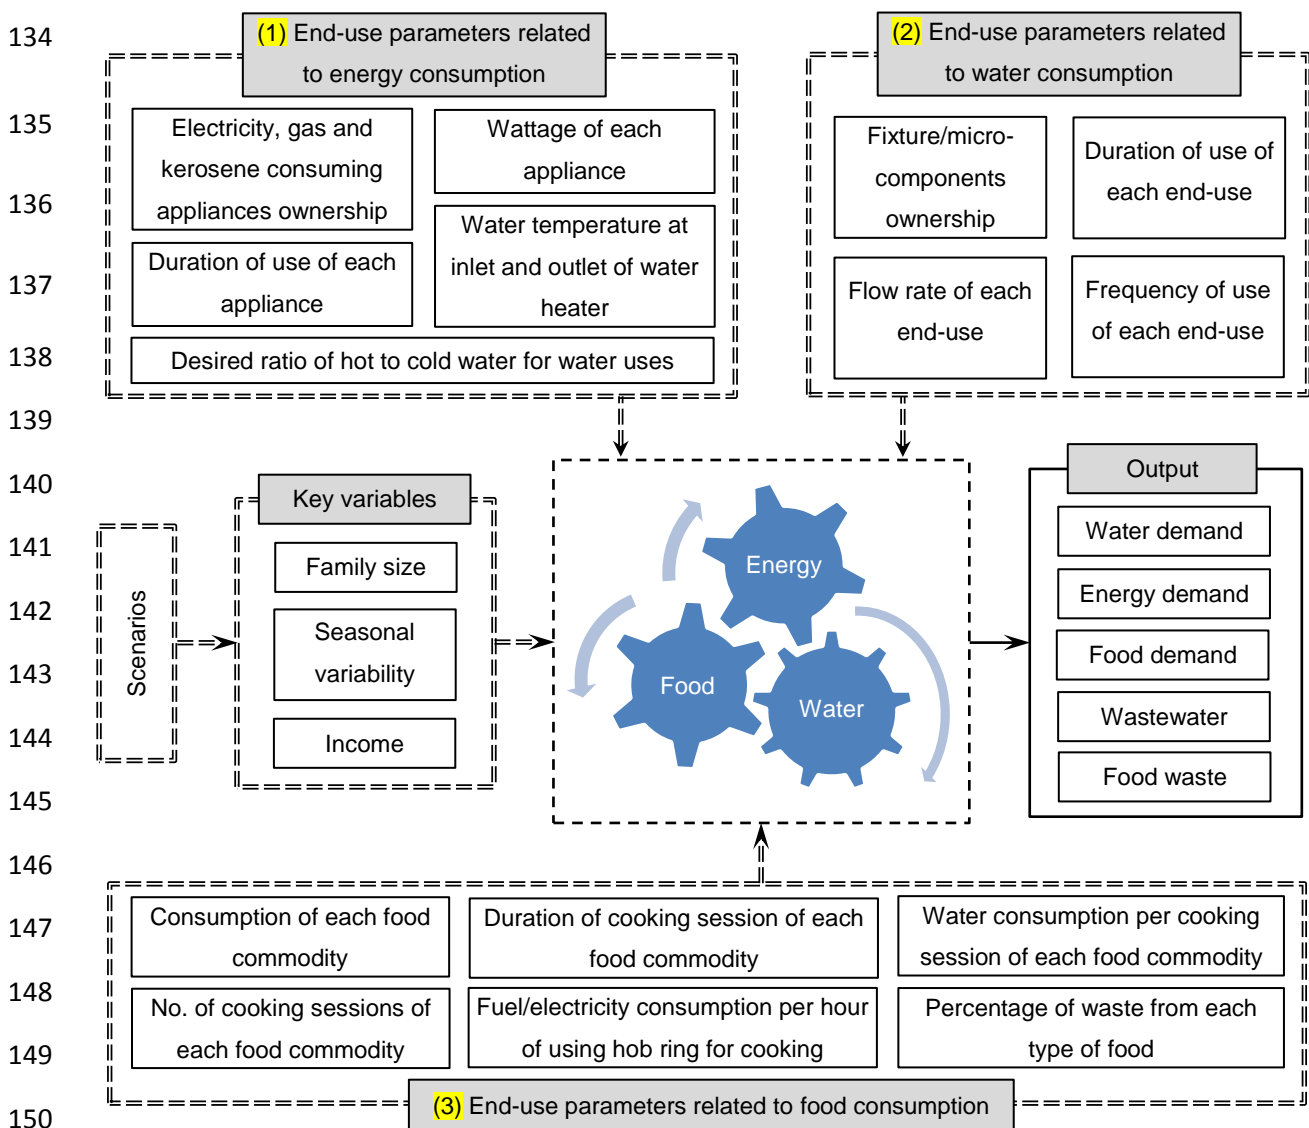 134
(1) End-use parameters related
to energy consumption
(2) End-use parameters related
to water consumption
135
Electricity, gas and
kerosene consuming
appliances ownership
Wattage of each
appliance
Fixture/micro-
components
ownership
Duration of use of
each end-use
136
Duration of use of each
appliance
Water temperature at
inlet and outlet of water
heater
137
Flow rate of each
end-use
Frequency of use
of each end-use
138
Desired ratio of hot to cold water for water uses
139
140
Key variables
Output
141
Scenarios
Family size
Energy
Water demand
142
Seasonal
variability
Energy demand
143
Food
Water
Food demand
144
Income
Wastewater
145
Food waste
146
147
Consumption of each food
commodity
Duration of cooking session of each
food commodity
Water consumption per cooking
session of each food commodity
148
No. of cooking sessions of
each food commodity
Fuel/electricity consumption per hour
of using hob ring for cooking
Percentage of waste from each
type of food
149
(3) End-use parameters related to food consumption
150